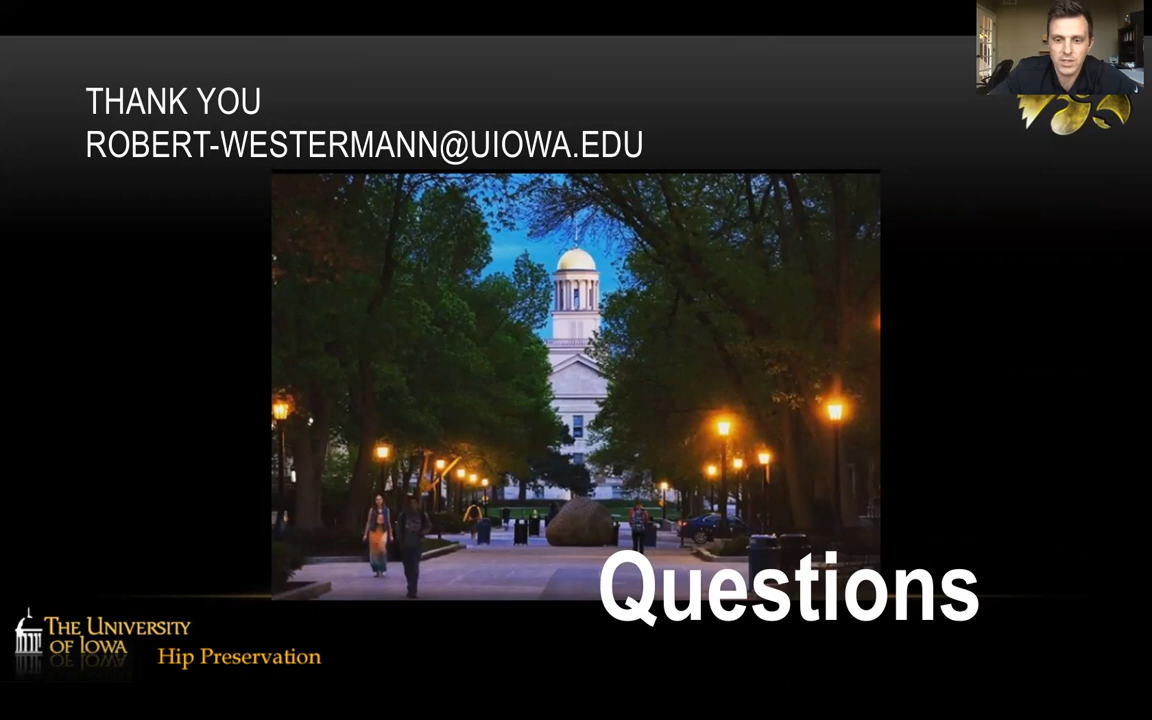 THANK YOU
ROBERT-WESTERMANN@UIOWA.EDU
Questions
THE UNIVERSITY
OF IOWA
Hip Preservation